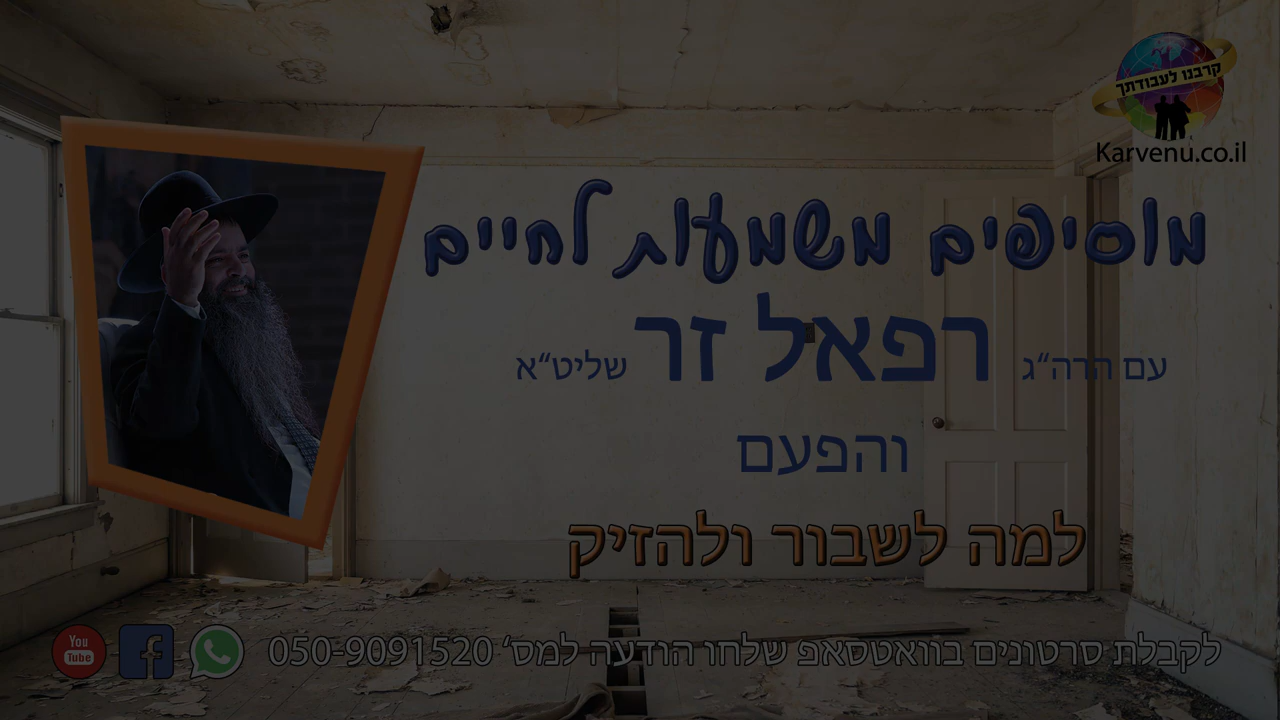 קרבנו לעבודתך
Karvenu.co.il
מוסיפים משמעות לחיים
עם הרה״ג רפאל זר שליט״א
והפעם
למה לשבור ולהזיק
You
Tube
לקבלת סרטונים בוואטסאפ שלחו הודעה למס׳ 050-9091520